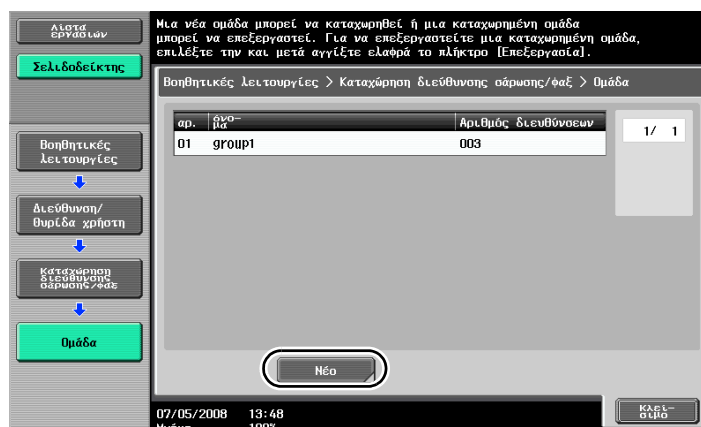 Λίστα
εργασιών
Σελιδοδείκτης
Βοηθητικές
λειτουργίες
Διεύθυνση/
θυρίδα χρήστη
Καταχώρηση
διεύθυνσης
σάρωσης/φαξ
Ομάδα
Μια νέα ομάδα μπορεί να καταχωρηθεί ή μια καταχωρημένη ομάδα
μπορεί να επεξεργαστεί. Για να επεξεργαστείτε μια καταχωρημένη ομάδα,
επιλέξτε την και μετά αγγίξτε ελαφρά το πλήκτρο [Επεξεργασία].
Βοηθητικές λειτουργίες > Καταχώρηση διεύθυνσης σάρωσης/φαξ > Ομάδα
αρ. όνο-
μα Αριθμός διευθύνσεων
01 group1 003
1/ 1
Νέο
07/05/2008 13:48
Μνήμη 100%
Κλεί-
σιμο